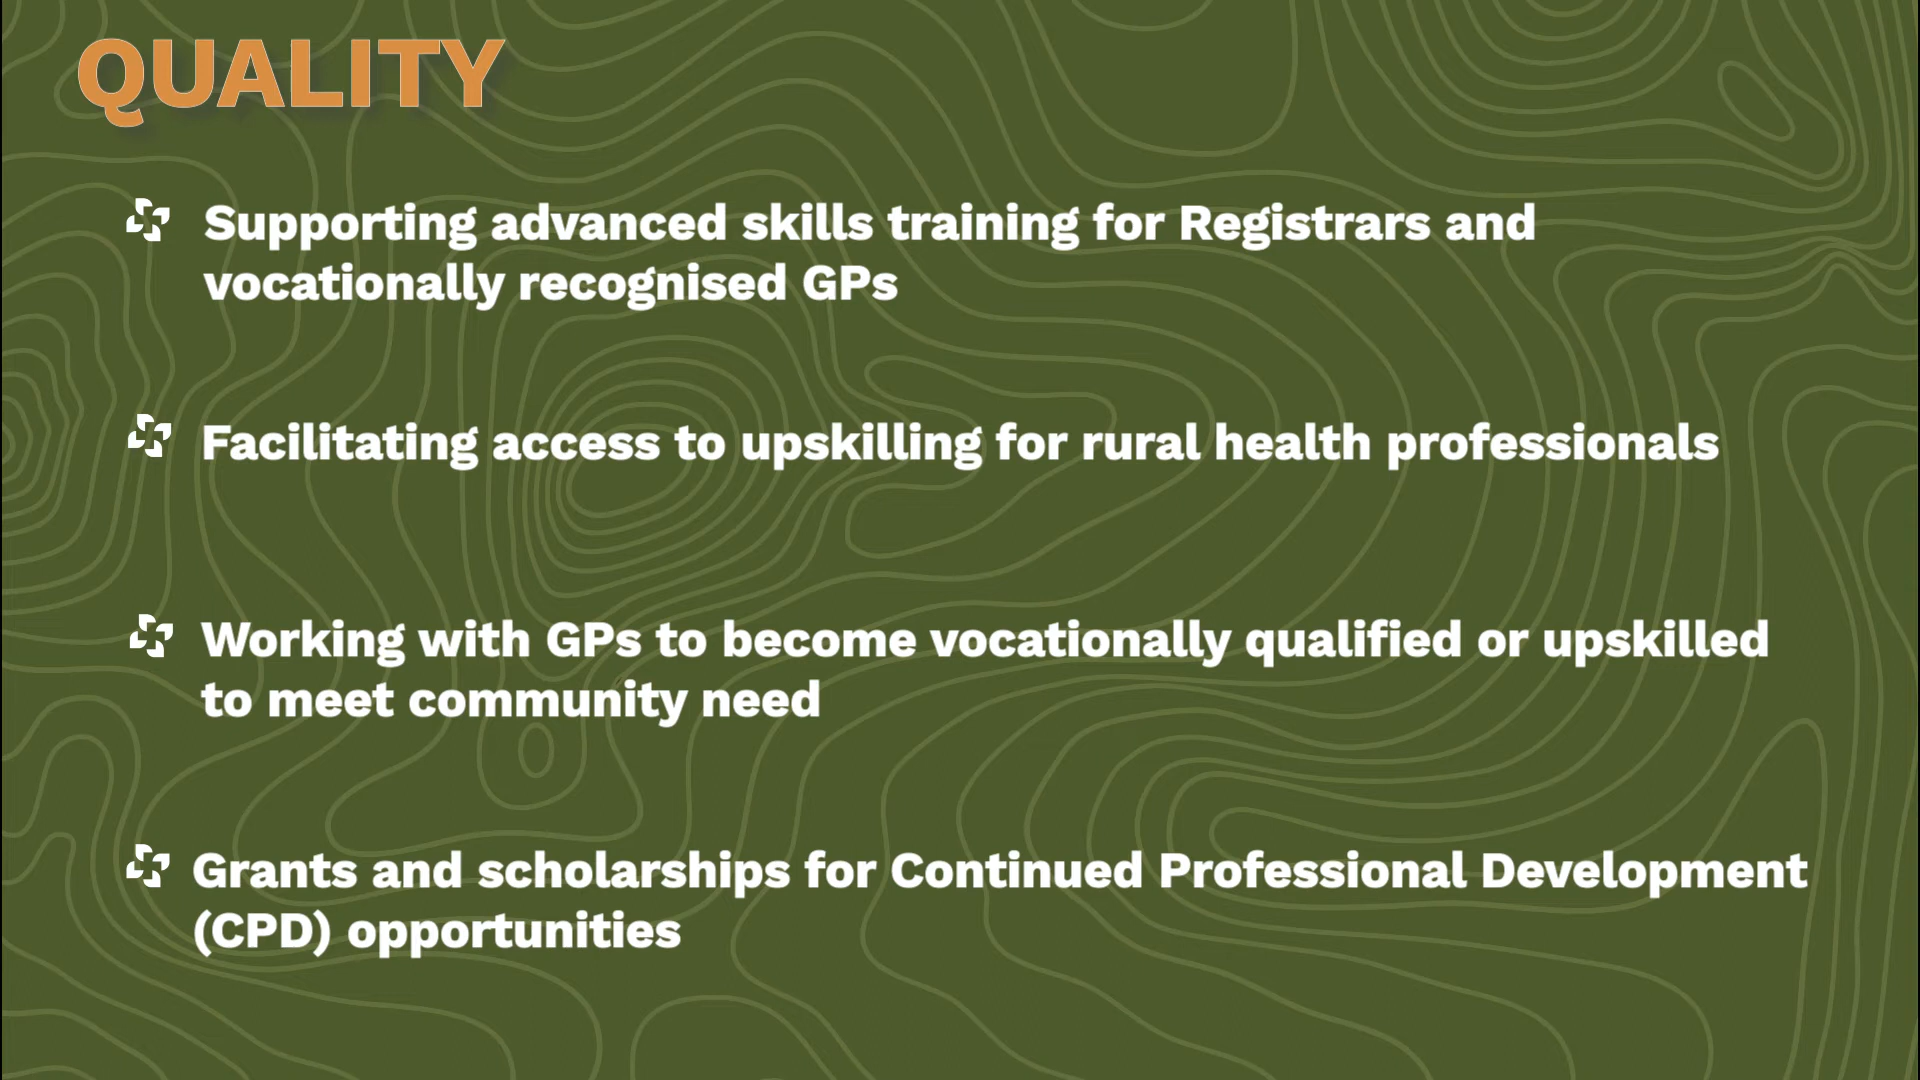 QUALITY
Supporting advanced skills training for Registrars and
vocationally recognised GPs
Facilitating access to upskilling for rural health professionals
Working with GPs to become vocationally qualified or upskilled
to meet community need
Grants and scholarships for Continued Professional Development
(CPD) opportunities